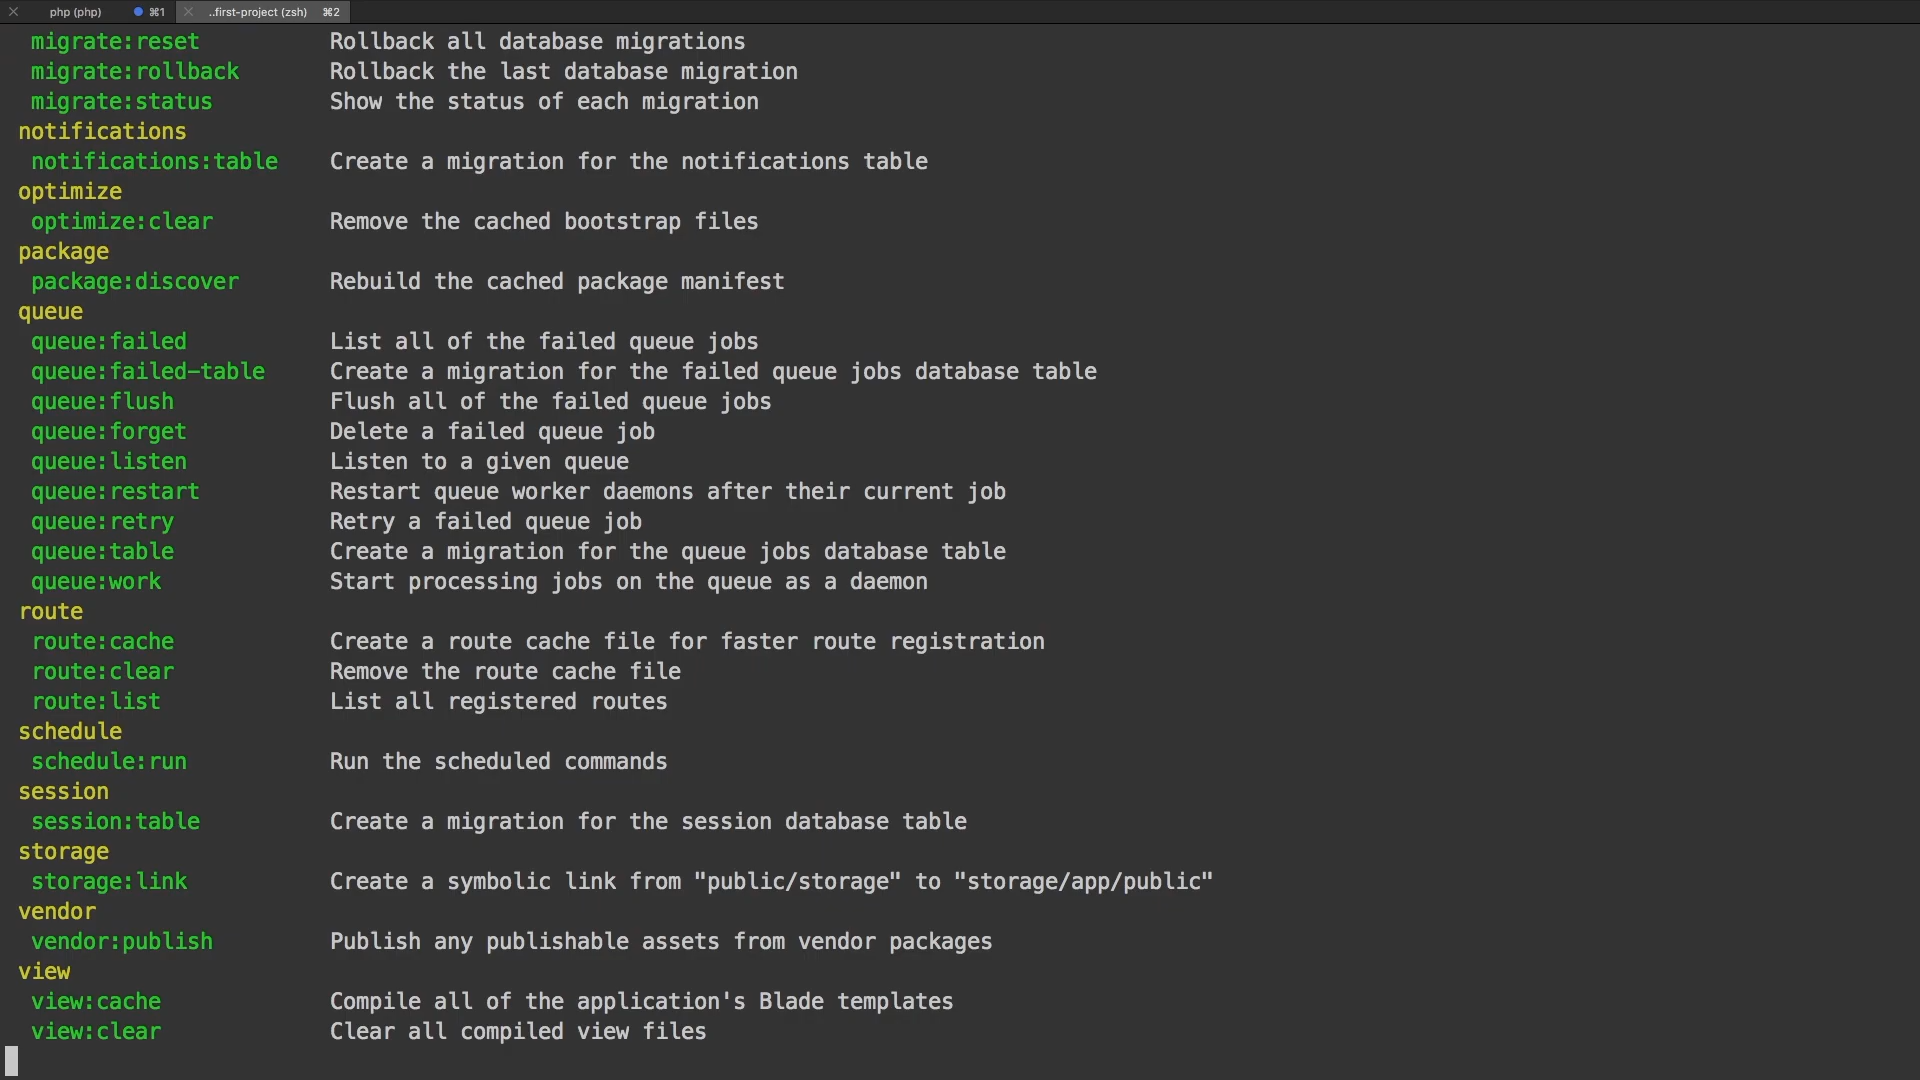 php (php) ⌘1 ..first-project (zsh) ⌘2
migrate:reset Rollback all database migrations
migrate:rollback Rollback the last database migration
migrate:status Show the status of each migration
notifications
notifications:table Create a migration for the notifications table
optimize
optimize:clear Remove the cached bootstrap files
package
package:discover Rebuild the cached package manifest
queue
queue:failed List all of the failed queue jobs
queue:failed-table Create a migration for the failed queue jobs database table
queue:flush Flush all of the failed queue jobs
queue:forget Delete a failed queue job
queue:listen Listen to a given queue
queue:restart Restart queue worker daemons after their current job
queue:retry Retry a failed queue job
queue:table Create a migration for the queue jobs database table
queue:work Start processing jobs on the queue as a daemon
route
route:cache Create a route cache file for faster route registration
route:clear Remove the route cache file
route:list List all registered routes
schedule
schedule:run Run the scheduled commands
session
session:table Create a migration for the session database table
storage
storage:link Create a symbolic link from "public/storage" to "storage/app/public"
vendor
vendor:publish Publish any publishable assets from vendor packages
view
view:cache Compile all of the application's Blade templates
view:clear Clear all compiled view files